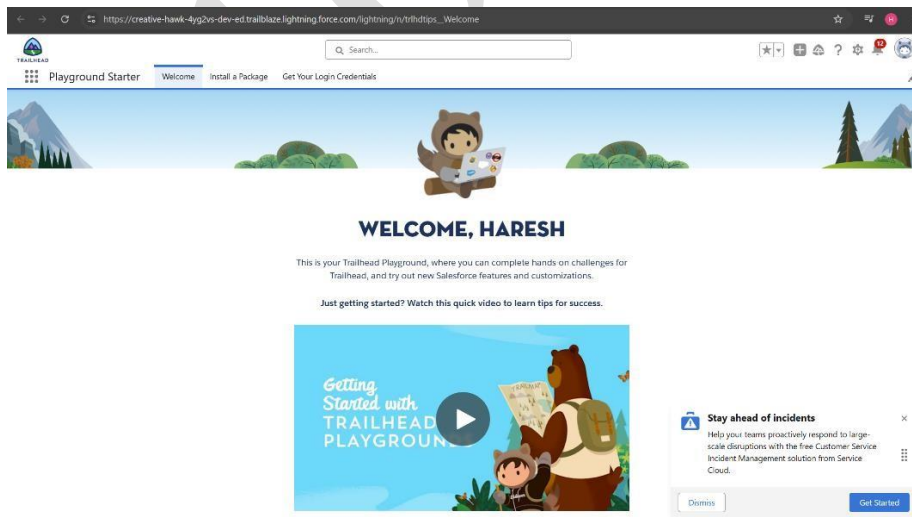 https://creative-hawk-4yg2vs-dev-ed.trailblaze.lightning.force.com/lightning/n/trlhdtips__Welcome
H
TRAILHEAD
Search...
12
Playground Starter Welcome Install a Package Get Your Login Credentials
WELCOME, HARESH
This is your Trailhead Playground, where you can complete hands on challenges for
Trailhead, and try out new Salesforce features and customizations.
Just getting started? Watch this quick video to learn tips for success.
Getting
Started with
TRAILHEAD
PLAYGROUNDS
TRAILMAP
Stay ahead of incidents
Help your teams proactively respond to large-
scale disruptions with the free Customer Service
Incident Management solution from Service
Cloud.
Dismiss Get Started